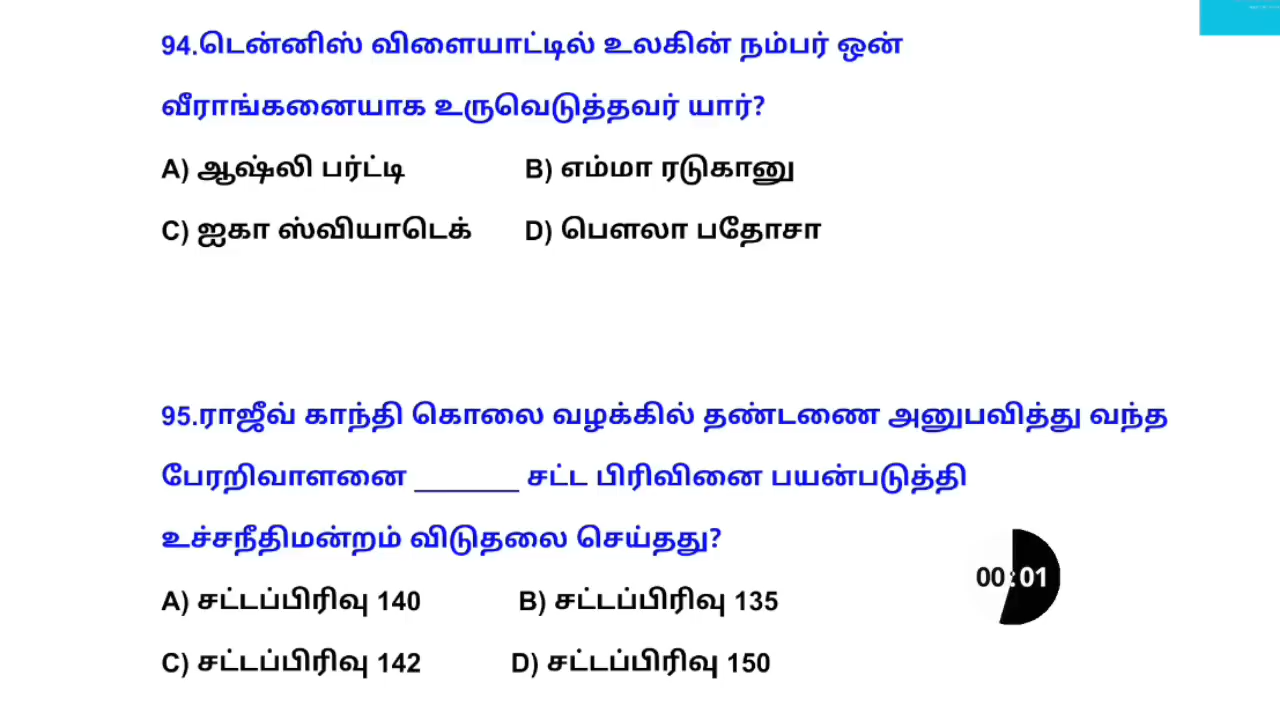 94.டென்னிஸ் விளையாட்டில் உலகின் நம்பர் ஒன்
வீராங்கனையாக உருவெடுத்தவர் யார்?
A) ஆஷ்லி பர்ட்டி B) எம்மா ரடுகானு
C) ஐகா ஸ்வியாடெக் D) பௌலா பதோசா
95.ராஜீவ் காந்தி கொலை வழக்கில் தண்டணை அனுபவித்து வந்த
பேரறிவாளனை ________ சட்ட பிரிவினை பயன்படுத்தி
உச்சநீதிமன்றம் விடுதலை செய்தது?
00:01
A) சட்டப்பிரிவு 140 B) சட்டப்பிரிவு 135
C) சட்டப்பிரிவு 142 D) சட்டப்பிரிவு 150